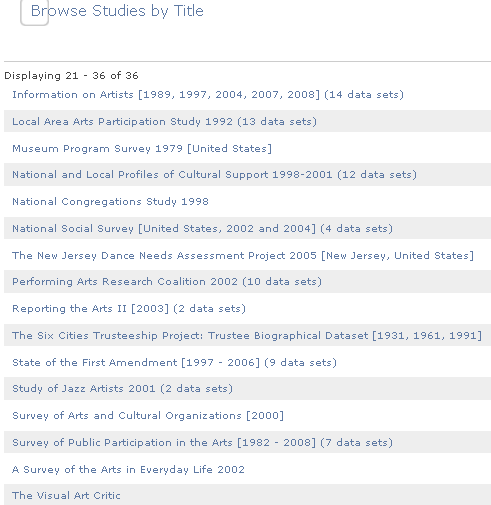 Browse Studies by Title
Displaying 21 - 36 of 36
Information on Artists [1989, 1997, 2004, 2007, 2008] (14 data sets)
Local Area Arts Participation Study 1992 (13 data sets)
Museum Program Survey 1979 [United States]
National and Local Profiles of Cultural Support 1998-2001 (12 data sets)
National Congregations Study 1998
National Social Survey [United States, 2002 and 2004] (4 data sets)
The New Jersey Dance Needs Assessment Project 2005 [New Jersey, United States]
Performing Arts Research Coalition 2002 (10 data sets)
Reporting the Arts II [2003] (2 data sets)
The Six Cities Trusteeship Project: Trustee Biographical Dataset [1931, 1961, 1991]
State of the First Amendment [1997 - 2006] (9 data sets)
Study of Jazz Artists 2001 (2 data sets)
Survey of Arts and Cultural Organizations [2000]
Survey of Public Participation in the Arts [1982 - 2008] (7 data sets)
A Survey of the Arts in Everyday Life 2002
The Visual Art Critic